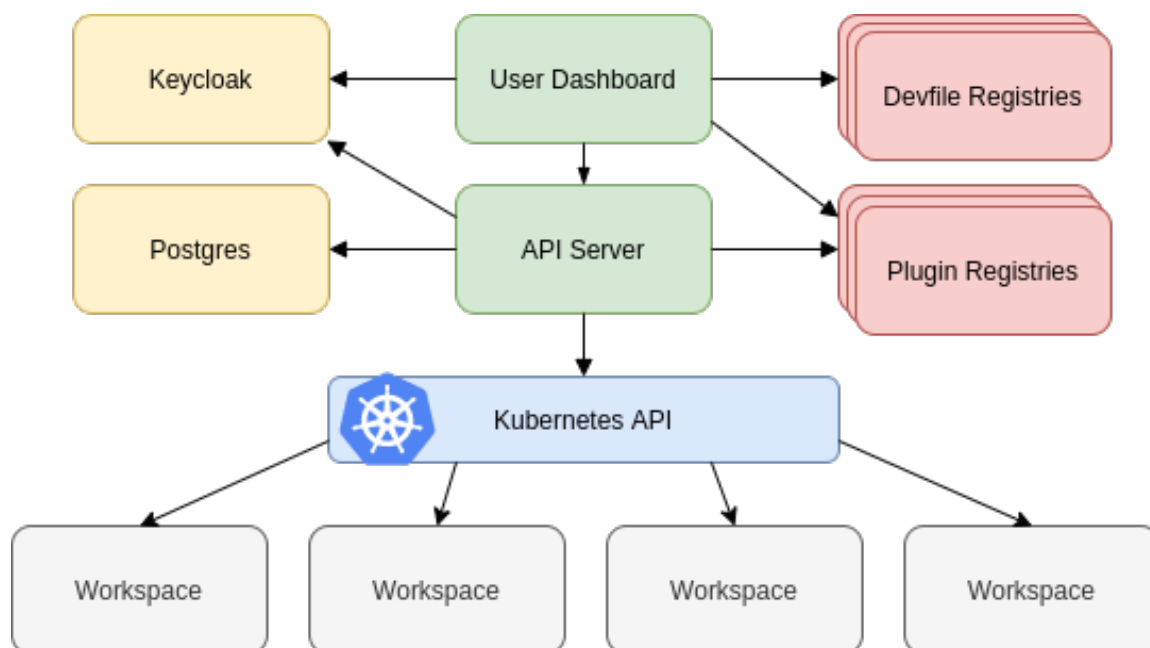 Keycloak
User Dashboard
Devfile Registries
Postgres
API Server
Plugin Registries
Kubernetes API
Workspace
Workspace
Workspace
Workspace